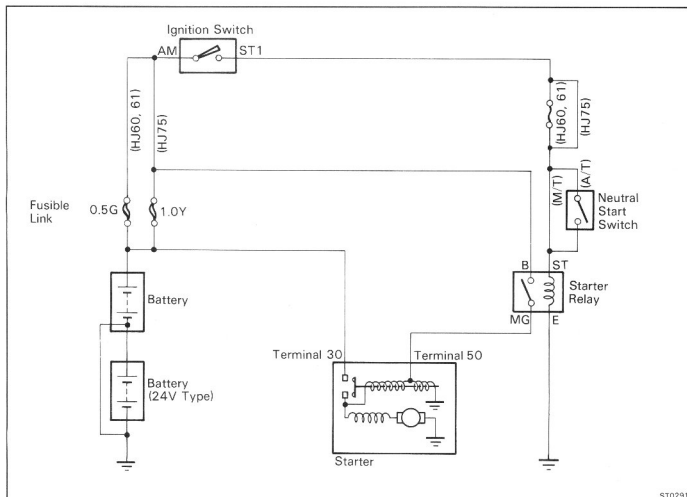 Ignition Switch
AM
ST1
(HJ60, 61)
(HJ75)
(HJ60, 61)
(HJ75)
(M/T)
(A/T)
Fusible
Link
0.5G
1.0Y
Neutral
Start
Switch
B
ST
Starter
Relay
MG
E
Battery
Terminal 30
Terminal 50
Battery
(24V Type)
Starter
ST0291